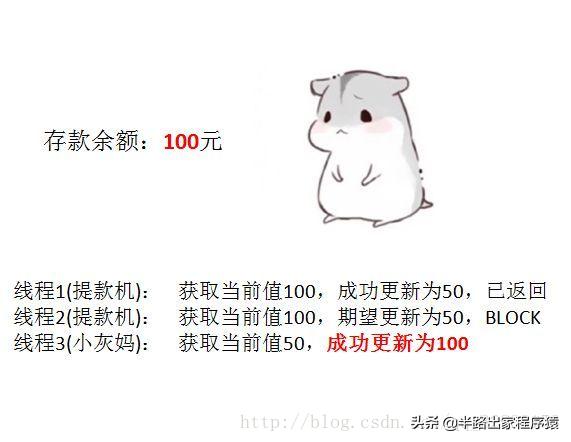 存款余额：100元
线程1(提款机)： 获取当前值100，成功更新为50，已返回
线程2(提款机)： 获取当前值100，期望更新为50，BLOCK
线程3(小灰妈)： 获取当前值50，成功更新为100
http://blog.csdn.
头条 @半路出家程序猿